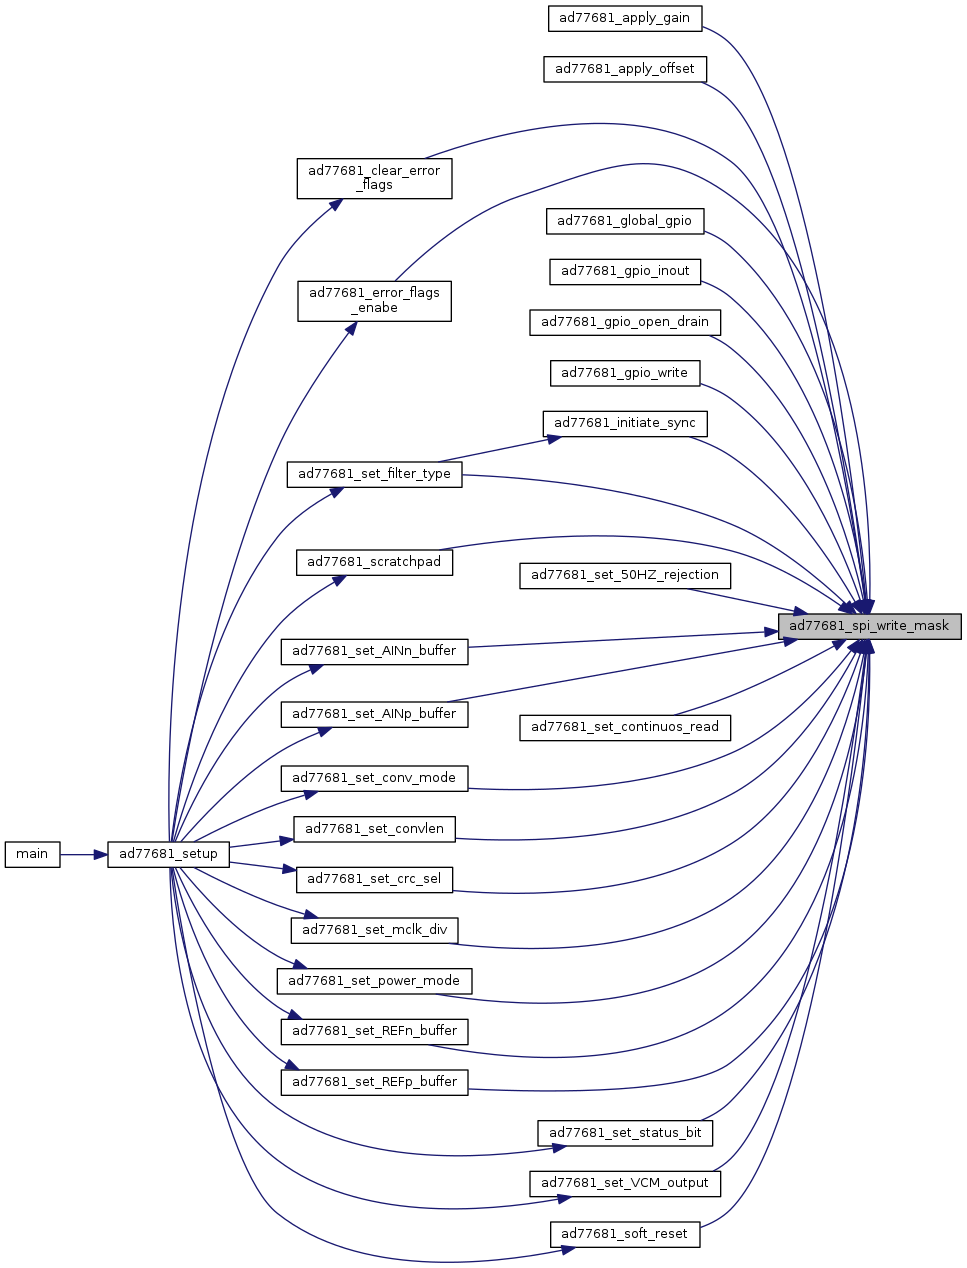 ad77681_apply_gain
ad77681_apply_offset
ad77681_clear_error
_flags
ad77681_global_gpio
ad77681_gpio_inout
ad77681_error_flags
_enabe
ad77681_gpio_open_drain
ad77681_gpio_write
ad77681_initiate_sync
ad77681_set_filter_type
ad77681_scratchpad
ad77681_set_50HZ_rejection
ad77681_spi_write_mask
ad77681_set_AINn_buffer
ad77681_set_AINp_buffer
ad77681_set_continuos_read
ad77681_set_conv_mode
ad77681_set_convlen
main
ad77681_setup
ad77681_set_crc_sel
ad77681_set_mclk_div
ad77681_set_power_mode
ad77681_set_REFn_buffer
ad77681_set_REFp_buffer
ad77681_set_status_bit
ad77681_set_VCM_output
ad77681_soft_reset